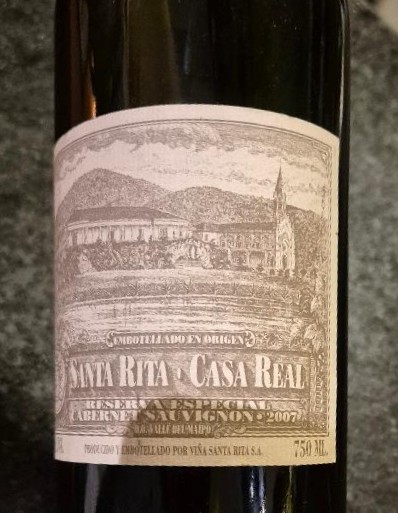 EMBOTELLADO EN ORIGEN
SANTA RITA · CASA REAL
RESERVA ESPECIAL
CABERNET SAUVIGNON · 2007
D.O. VALLE DEL MAIPO
PRODUCIDO Y EMBOTELLADO POR VIÑA SANTA RITA S.A.
750 ML.